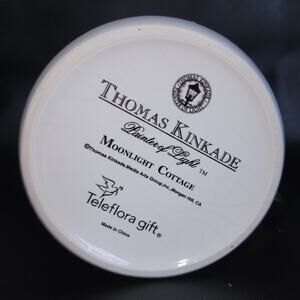 THOMAS KINKADE
Painter of Light ™
MOONLIGHT COTTAGE
©Thomas Kinkade,Media Arts Group,Inc.,Morgan Hill, CA
Teleflora gift.®
Made in China